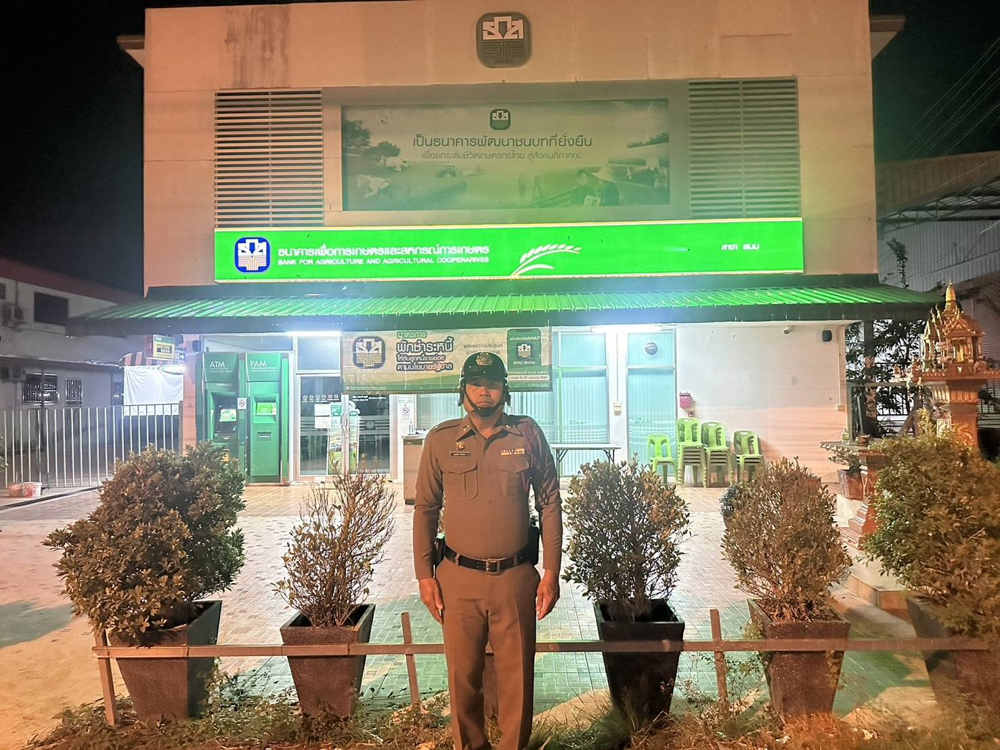 ธกส
ธกส
เป็นธนาคารพัฒนาชนบทที่ยั่งยืน
เพื่อยกระดับชีวิตเกษตรกรไทย สู่สังคมที่ภาคภูมิ
ธกส
ธนาคารเพื่อการเกษตรและสหกรณ์การเกษตร
BANK FOR AGRICULTURE AND AGRICULTURAL COOPERARIVES
สาขา ธนม
WESTERN
UNION
ATM
PAM
มาตรการ
พักชำระหนี้
ให้กับลูกหนี้รายย่อย
ตามนโยบายรัฐบาล
แสดงความประสงค์
BAAC Mobile